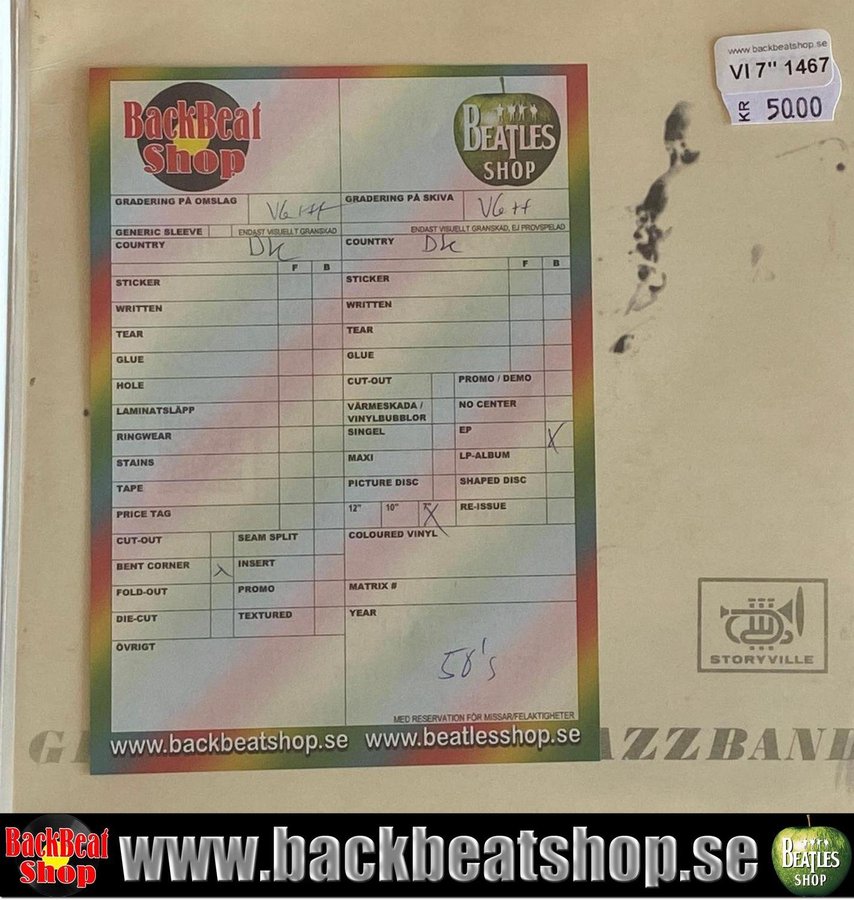 www.backbeatshop.se
VI 7" 1467
KR 50.00
BackBeat
Shop
BEATLES
SHOP
GRADERING PÅ OMSLAG
GRADERING PÅ SKIVA VG++
GENERIC SLEEVE ENDAST VISUELLT GRANSKAD
ENDAST VISUELLT GRANSKAD, EJ PROVSPELAD
COUNTRY DK
COUNTRY DK
F B
F B
STICKER
STICKER
WRITTEN
WRITTEN
TEAR
TEAR
GLUE
GLUE
HOLE
CUT-OUT PROMO / DEMO
LAMINATSLÄPP
VÄRMESKADA /
VINYLBUBBLOR
NO CENTER
RINGWEAR
SINGEL EP X
STAINS
MAXI LP-ALBUM
TAPE
PICTURE DISC SHAPED DISC
PRICE TAG
12" 10" 7" X RE-ISSUE
CUT-OUT SEAM SPLIT
COLOURED VINYL
BENT CORNER X INSERT
FOLD-OUT PROMO
MATRIX #
DIE-CUT TEXTURED
YEAR
ÖVRIGT
50's
MED RESERVATION FÖR MISSAR/FELAKTIGHETER
www.backbeatshop.se www.beatlesshop.se
STORYVILLE
BackBeat
Shop
www.backbeatshop.se
BEATLES
SHOP